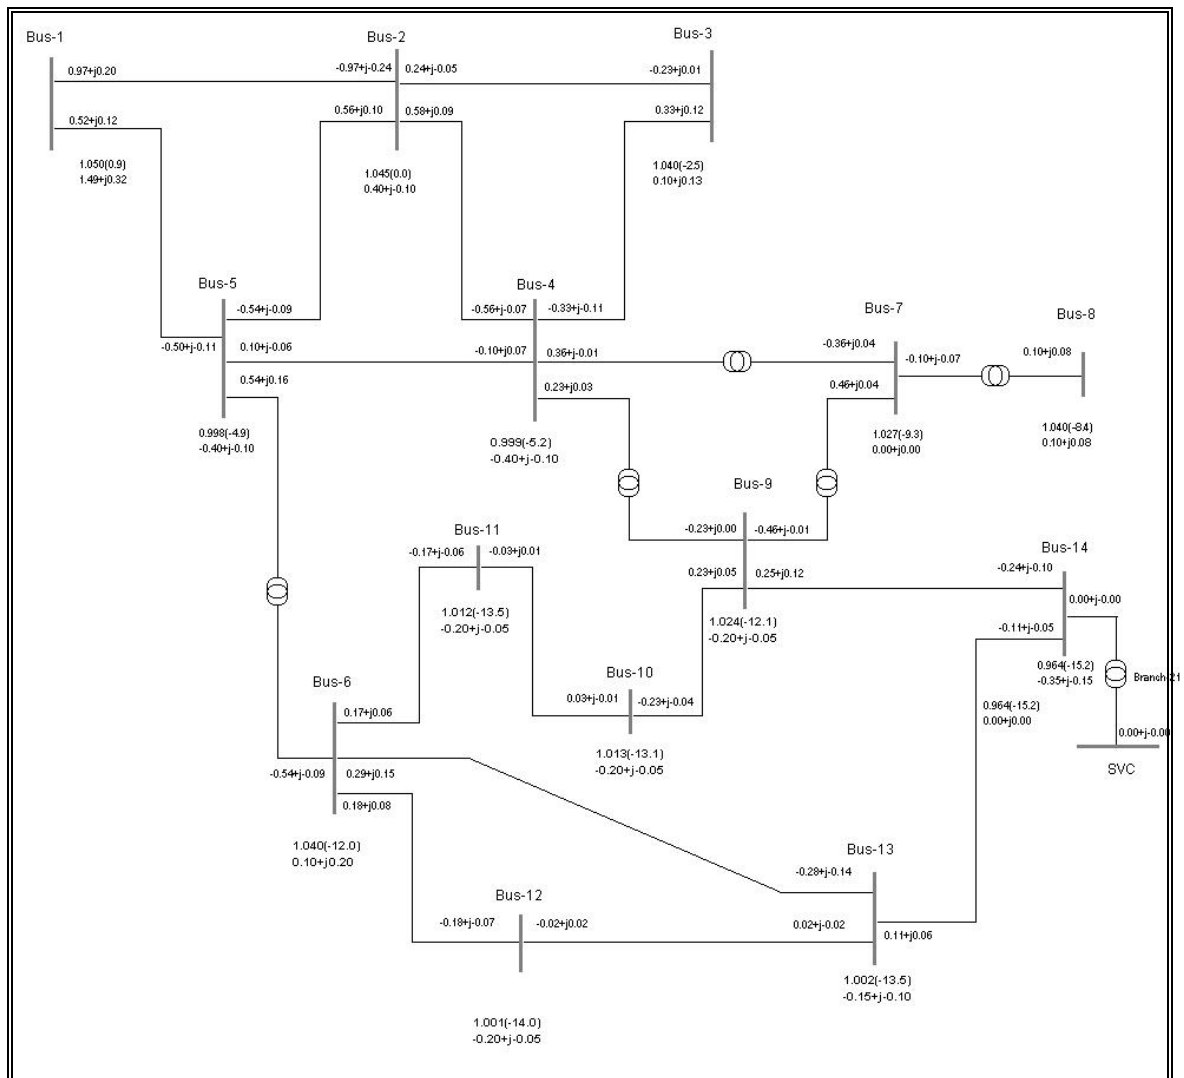 Bus-1
Bus-2
Bus-3
0.97+j0.20
-0.97+j-0.24
0.24+j-0.05
-0.23+j0.01
0.52+j0.12
0.56+j0.10
0.58+j0.09
0.33+j0.12
1.050(0.9)
1.49+j0.32
1.045(0.0)
0.40+j-0.10
1.040(-2.5)
0.10+j0.13
Bus-5
Bus-4
Bus-7
Bus-8
-0.54+j-0.09
-0.56+j-0.07
-0.33+j-0.11
-0.50+j-0.11
0.10+j-0.06
-0.10+j0.07
0.36+j-0.01
-0.36+j0.04
-0.10+j-0.07
0.10+j0.08
0.54+j0.16
0.23+j0.03
0.46+j0.04
0.998(-4.9)
-0.40+j-0.10
0.999(-5.2)
-0.40+j-0.10
1.027(-9.3)
0.00+j0.00
1.040(-8.4)
0.10+j0.08
Bus-9
Bus-11
-0.23+j0.00
-0.46+j-0.01
Bus-14
-0.17+j-0.06
-0.03+j0.01
0.23+j0.05
0.25+j0.12
-0.24+j-0.10
0.00+j-0.00
1.012(-13.5)
-0.20+j-0.05
1.024(-12.1)
-0.20+j-0.05
-0.11+j-0.05
0.964(-15.2)
-0.35+j-0.15
Branch-21
Bus-6
Bus-10
0.17+j0.06
0.03+j-0.01
-0.23+j-0.04
0.964(-15.2)
0.00+j0.00
0.00+j-0.00
SVC
1.013(-13.1)
-0.20+j-0.05
-0.54+j-0.09
0.29+j0.15
0.18+j0.08
1.040(-12.0)
0.10+j0.20
Bus-13
-0.28+j-0.14
Bus-12
-0.18+j-0.07
-0.02+j0.02
0.02+j-0.02
0.11+j0.06
1.002(-13.5)
-0.15+j-0.10
1.001(-14.0)
-0.20+j-0.05